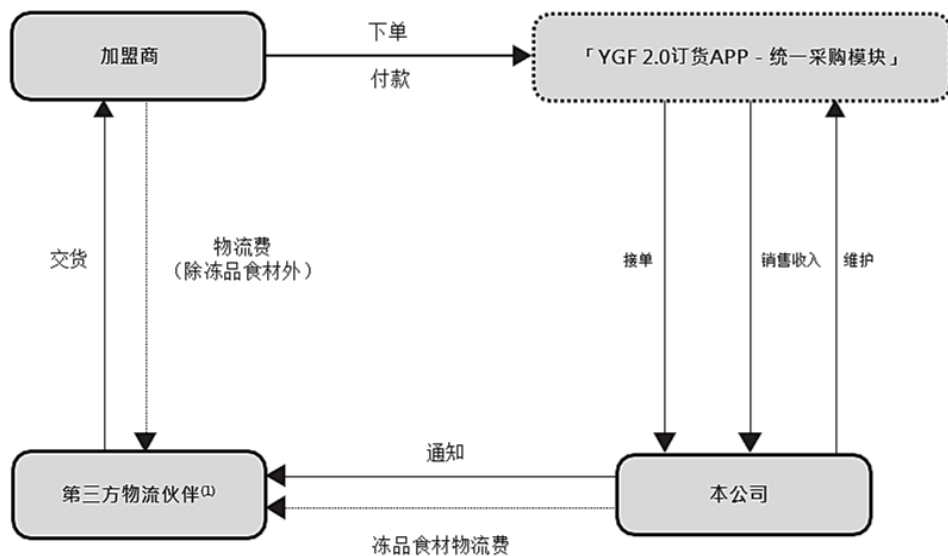 下单
加盟商
「YGF 2.0订货APP - 统一采购模块」
付款
交货
物流费
（除冻品食材外）
接单
销售收入
维护
通知
第三方物流伙伴(1)
本公司
冻品食材物流费